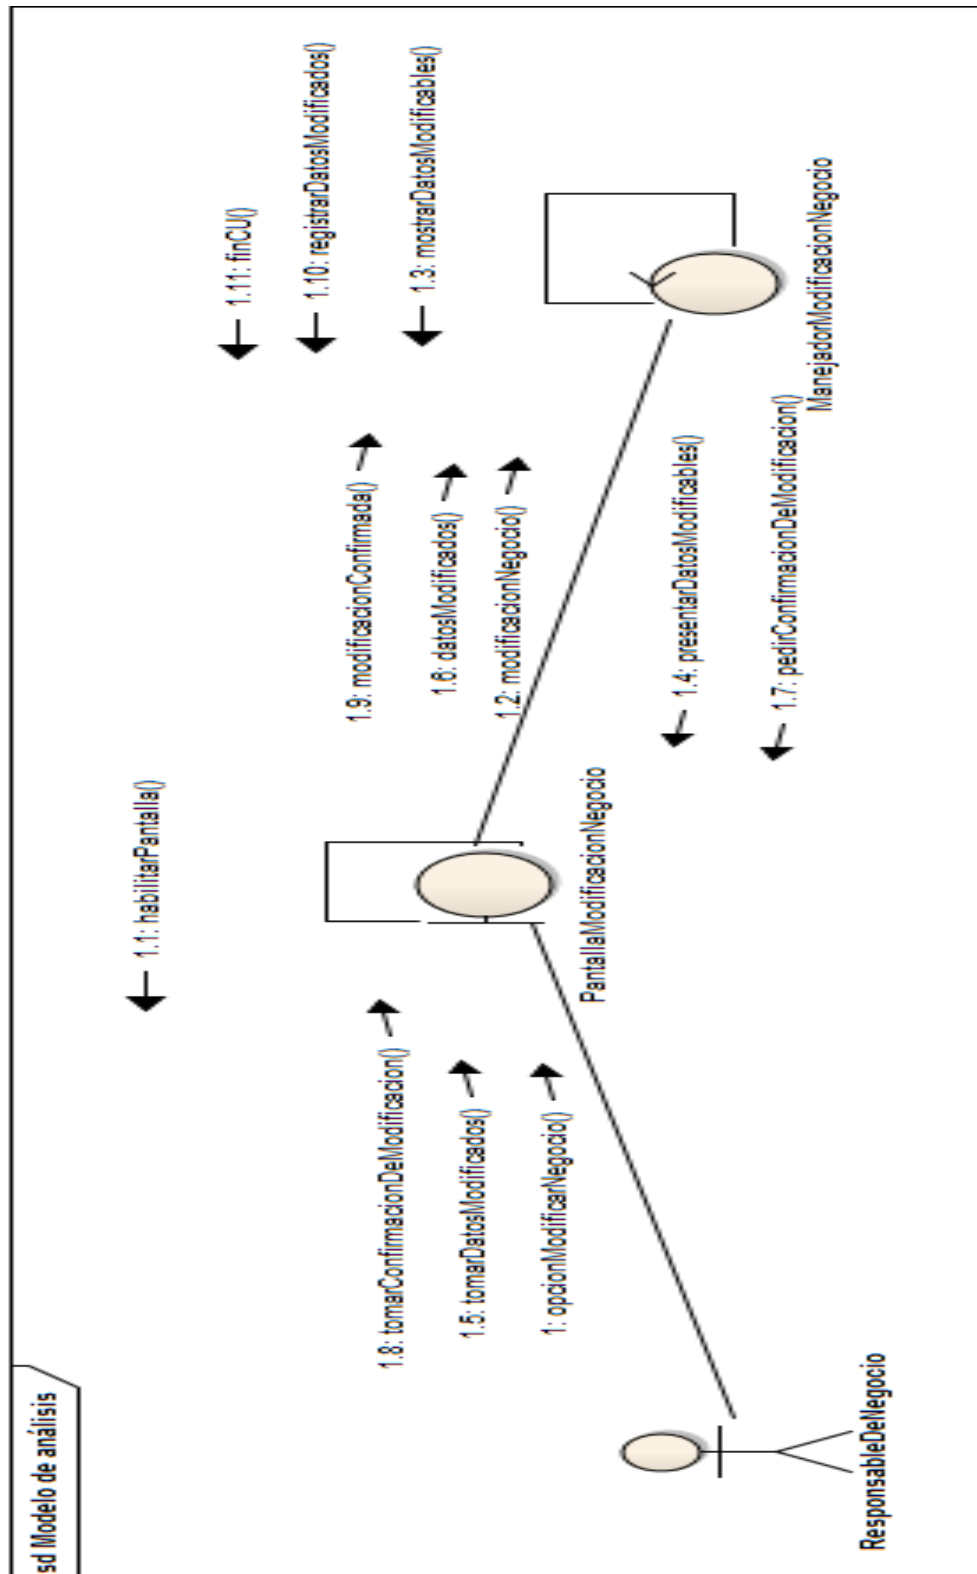 sd Modelo de análisis
1.1: habilitarPantalla()
1.11: finCU()
1.10: registrarDatosModificados()
1.3: mostrarDatosModificables()
1.8: tomarConfirmacionDeModificacion()
1.5: tomarDatosModificados()
1: opcionModificarNegocio()
1.9: modificacionConfirmada()
1.6: datosModificados()
1.2: modificacionNegocio()
1.4: presentarDatosModificables()
1.7: pedirConfirmacionDeModificacion()
ResponsableDeNegocio
PantallaModificacionNegocio
ManejadorModificacionNegocio